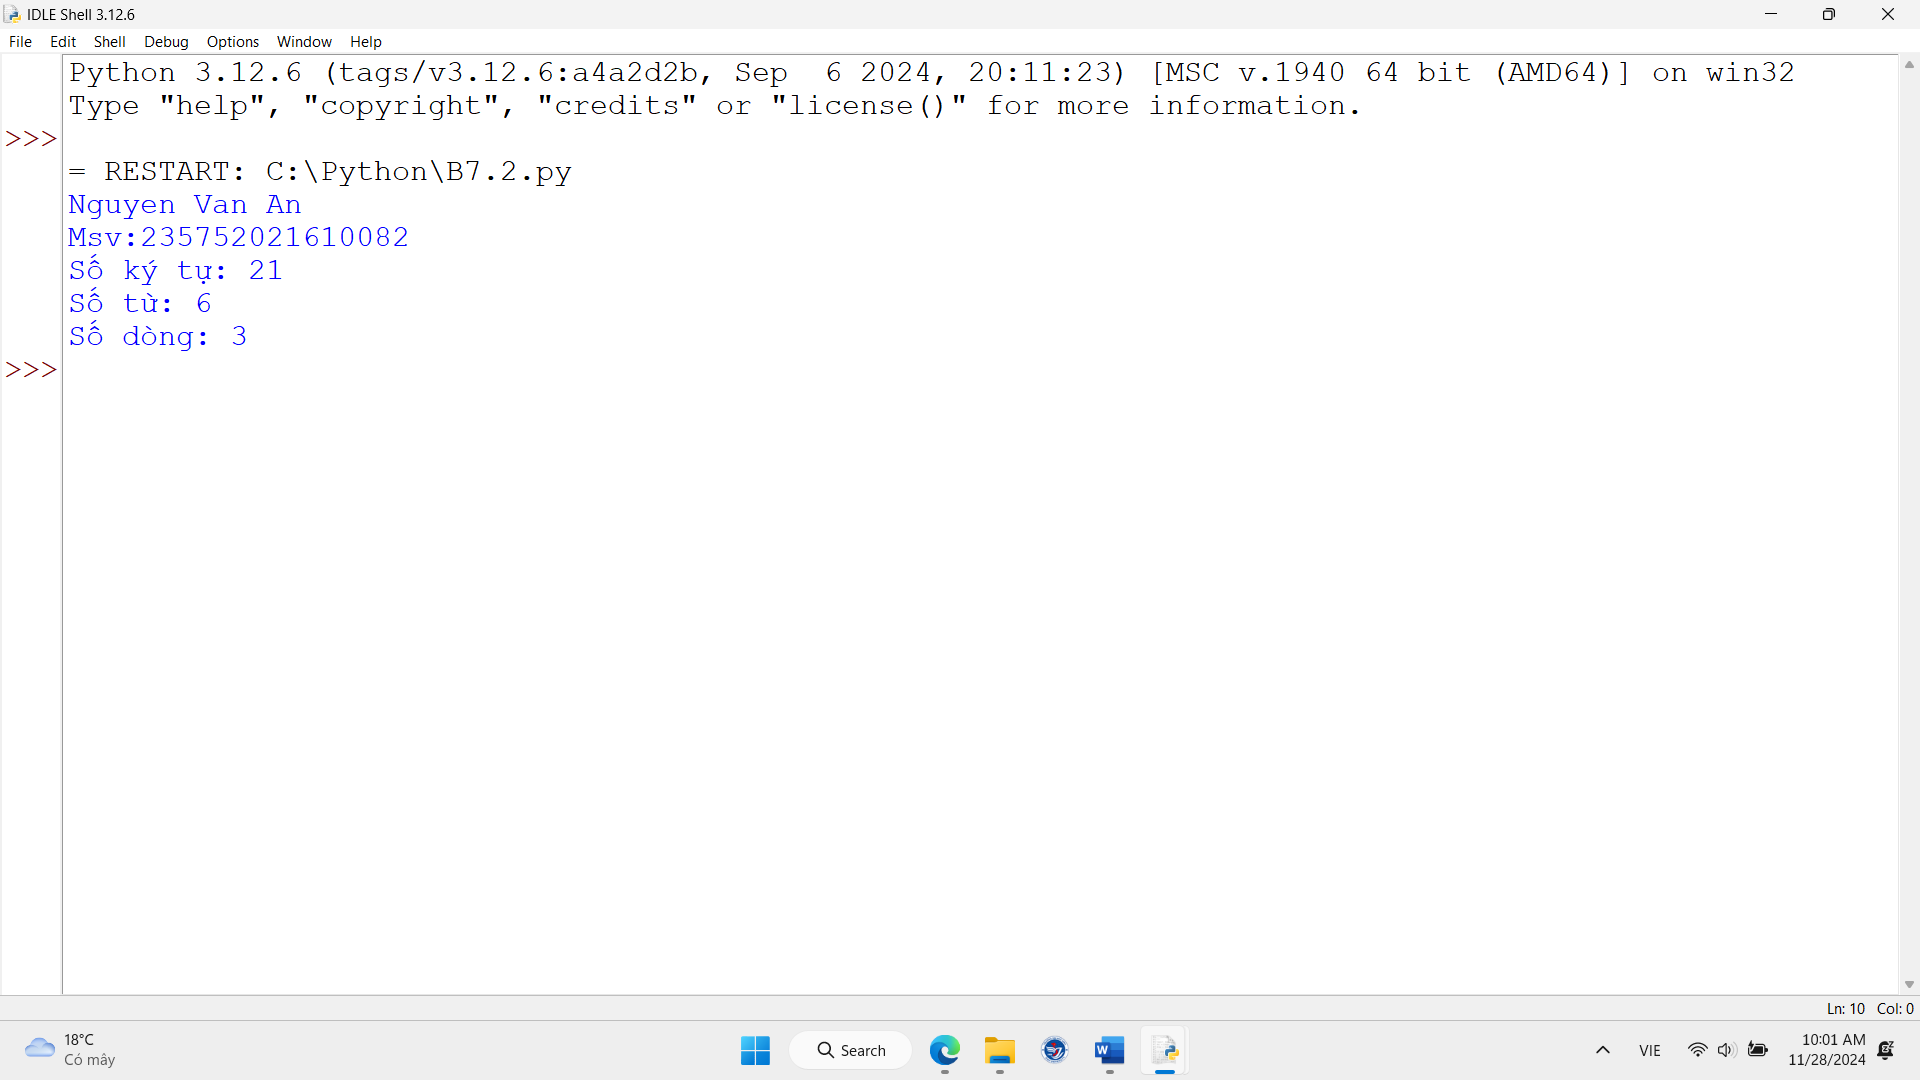 IDLE Shell 3.12.6
File Edit Shell Debug Options Window Help
Python 3.12.6 (tags/v3.12.6:a4a2d2b, Sep  6 2024, 20:11:23) [MSC v.1940 64 bit (AMD64)] on win32
Type "help", "copyright", "credits" or "license()" for more information.
>>>
= RESTART: C:\Python\B7.2.py
Nguyen Van An
Msv:235752021610082
Số ký tự: 21
Số từ: 6
Số dòng: 3
>>>
Ln: 10 Col: 0
18°C
Có mây
Search
VIE
10:01 AM
11/28/2024